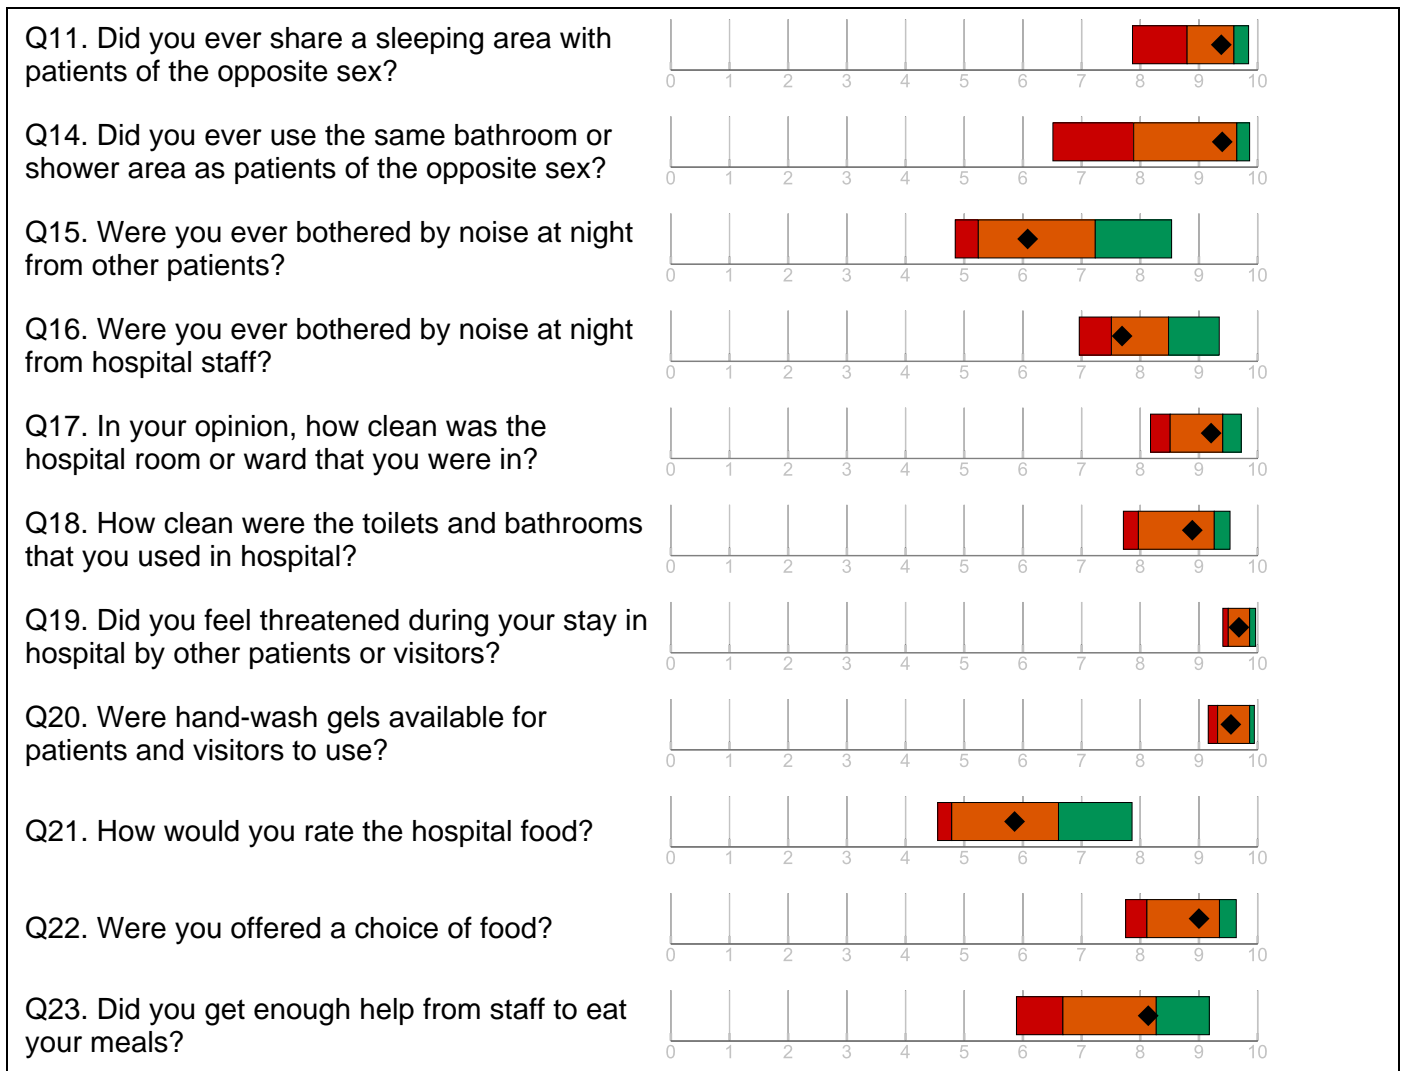 Q11. Did you ever share a sleeping area with
patients of the opposite sex?
0 1 2 3 4 5 6 7 8 9 10
Q14. Did you ever use the same bathroom or
shower area as patients of the opposite sex?
0 1 2 3 4 5 6 7 8 9 10
Q15. Were you ever bothered by noise at night
from other patients?
0 1 2 3 4 5 6 7 8 9 10
Q16. Were you ever bothered by noise at night
from hospital staff?
0 1 2 3 4 5 6 7 8 9 10
Q17. In your opinion, how clean was the
hospital room or ward that you were in?
0 1 2 3 4 5 6 7 8 9 10
Q18. How clean were the toilets and bathrooms
that you used in hospital?
0 1 2 3 4 5 6 7 8 9 10
Q19. Did you feel threatened during your stay in
hospital by other patients or visitors?
0 1 2 3 4 5 6 7 8 9 10
Q20. Were hand-wash gels available for
patients and visitors to use?
0 1 2 3 4 5 6 7 8 9 10
Q21. How would you rate the hospital food?
0 1 2 3 4 5 6 7 8 9 10
Q22. Were you offered a choice of food?
0 1 2 3 4 5 6 7 8 9 10
Q23. Did you get enough help from staff to eat
your meals?
0 1 2 3 4 5 6 7 8 9 10